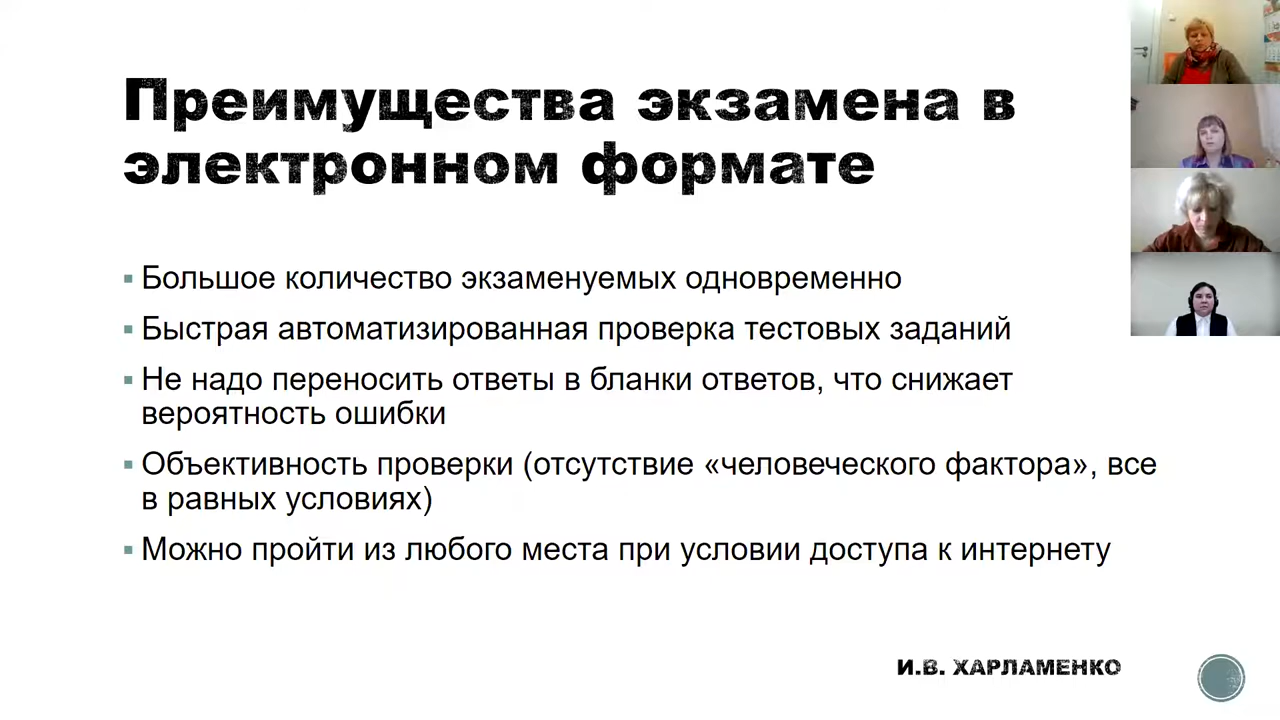 Преимущества экзамена в
электронном формате
▪ Большое количество экзаменуемых одновременно
▪ Быстрая автоматизированная проверка тестовых заданий
▪ Не надо переносить ответы в бланки ответов, что снижает
вероятность ошибки
▪ Объективность проверки (отсутствие «человеческого фактора», все
в равных условиях)
▪ Можно пройти из любого места при условии доступа к интернету
И.В. ХАРЛАМЕНКО